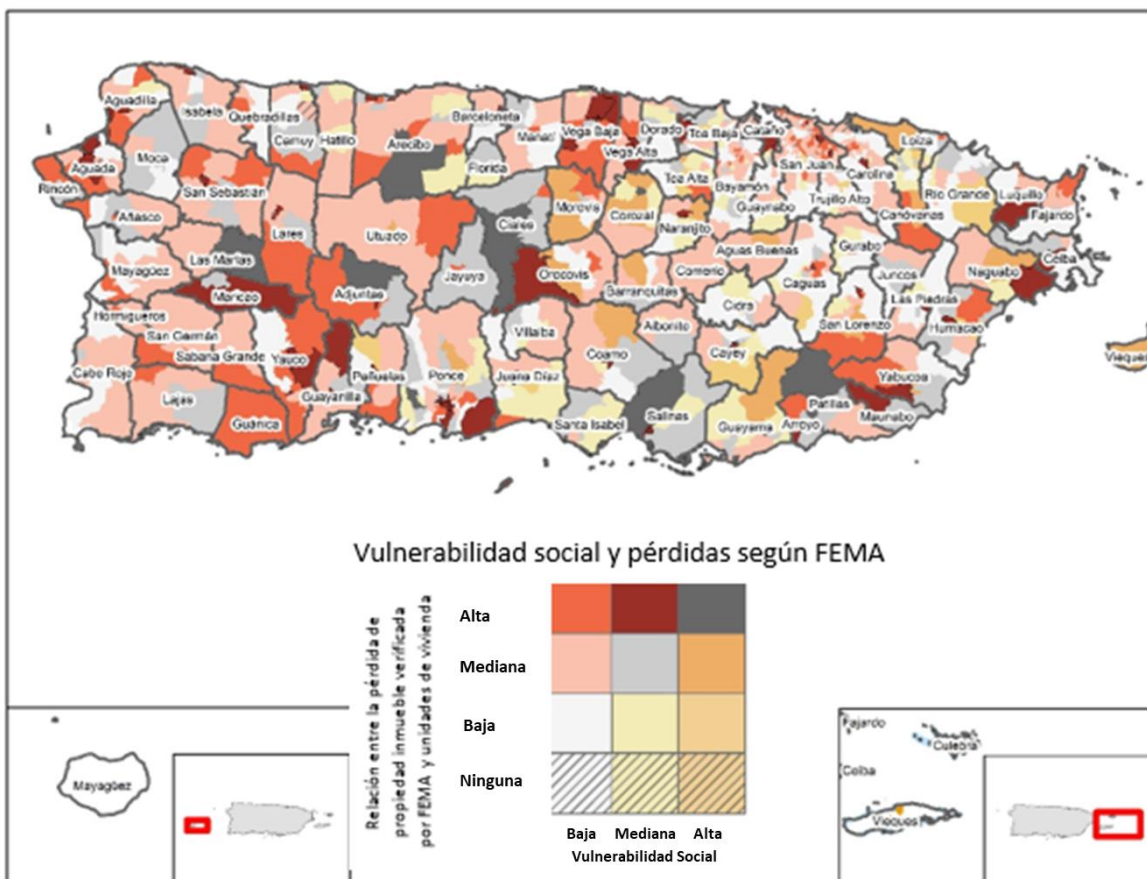 Aguadilla
Isabela
Quebradillas
Camuy
Hatillo
Arecibo
Barceloneta
Manatí
Vega Baja
Dorado
Toa Baja
Cataño
Loiza
Moca
Aguada
Rincón
San Sebastián
Florida
Vega Alta
San Juan
Carolina
Toa Alta
Bayamón
Guaynabo
Trujillo Alto
Río Grande
Luquillo
Fajardo
Canóvanas
Añasco
Lares
Utuado
Ciales
Morovis
Corozal
Naranjito
Aguas Buenas
Gurabo
Ceiba
Las Marías
Mayagüez
Maricao
Adjuntas
Jayuya
Orocovis
Barranquitas
Comerío
Caguas
Juncos
Naguabo
Hormigueros
San Germán
Sabana Grande
Yauco
Villalba
Aibonito
Cidra
Las Piedras
San Lorenzo
Humacao
Vieques
Cabo Rojo
Lajas
Guánica
Guayanilla
Peñuelas
Ponce
Juana Díaz
Coamo
Cayey
Yabucoa
Santa Isabel
Salinas
Guayama
Arroyo
Patillas
Maunabo
Vulnerabilidad social y pérdidas según FEMA
Relación entre la pérdida de
propiedad inmueble verificada
por FEMA y unidades de vivienda
Alta
Mediana
Baja
Ninguna
Baja Mediana Alta
Vulnerabilidad Social
Mayagüez
Fajardo
Culebra
Ceiba
Vieques